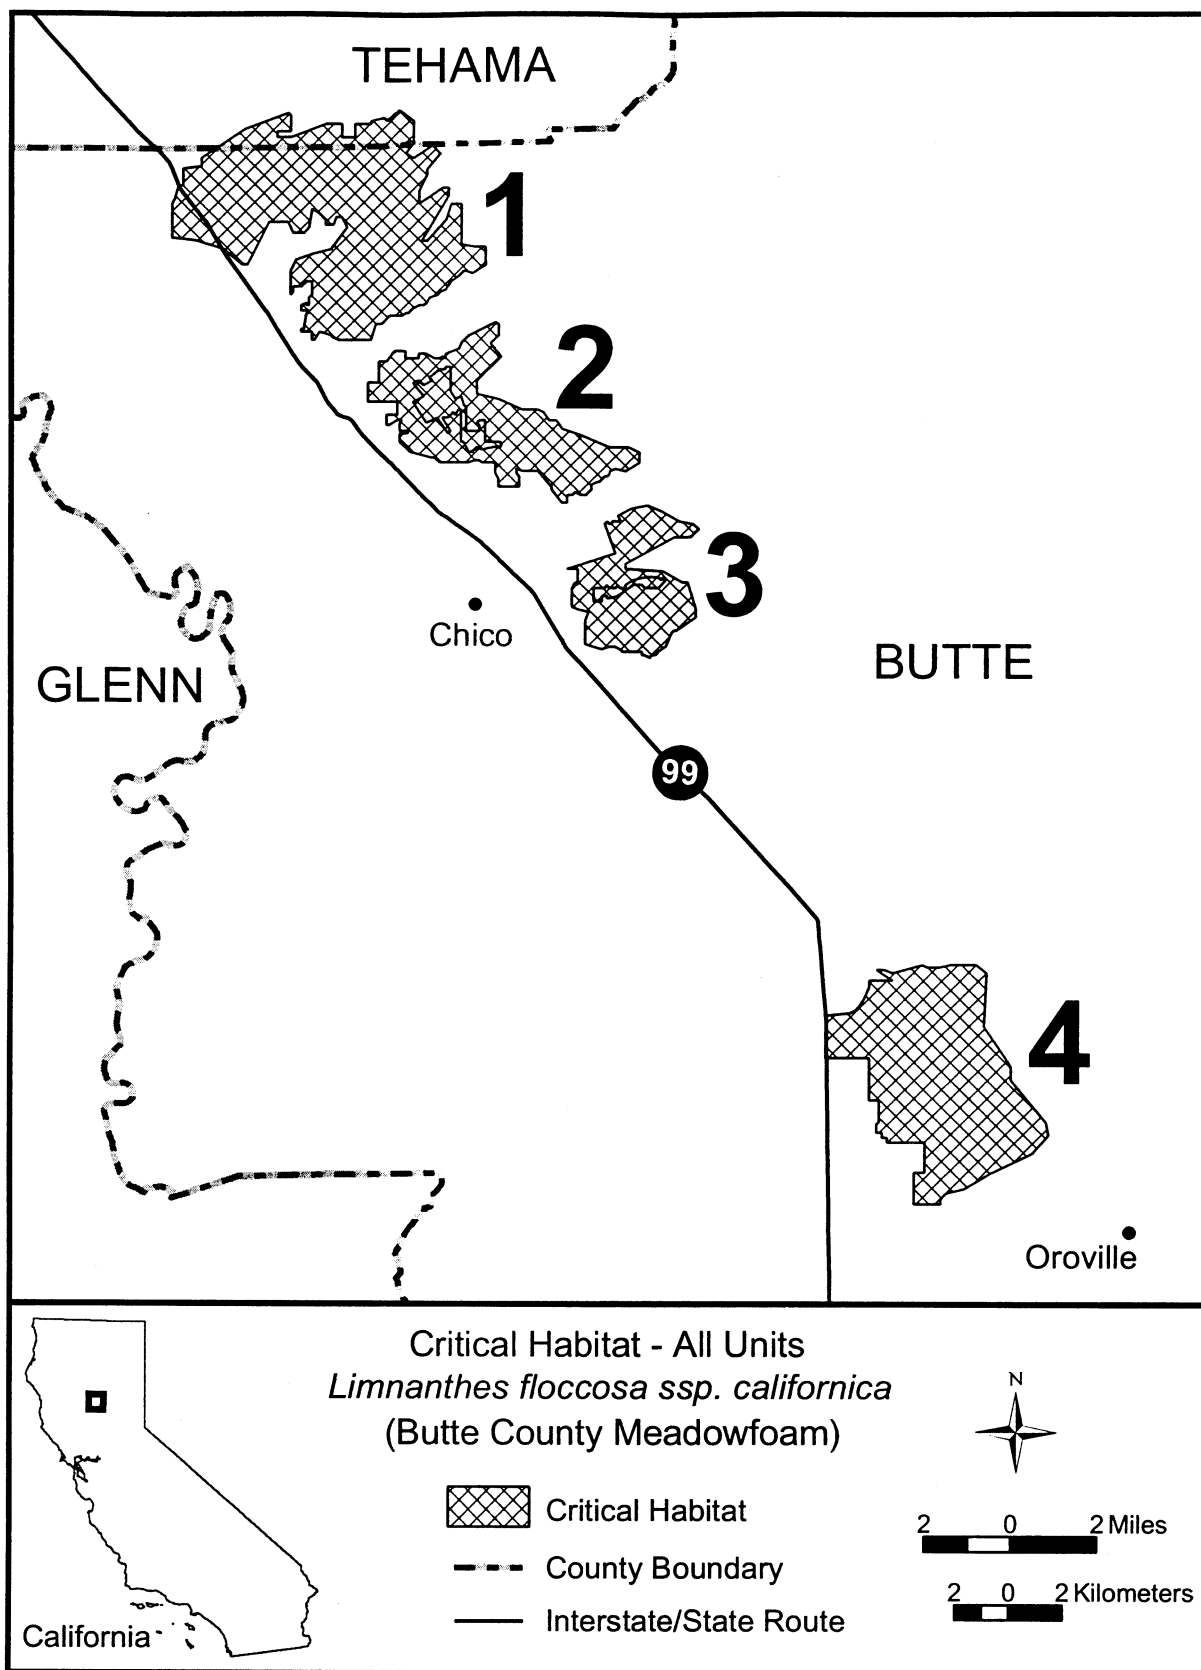 TEHAMA
1
2
3
Chico
GLENN
BUTTE
99
4
Oroville
Critical Habitat - All Units
Limnanthes floccosa ssp. californica
(Butte County Meadowfoam)
N
Critical Habitat
2 0 2 Miles
County Boundary
2 0 2 Kilometers
Interstate/State Route
California